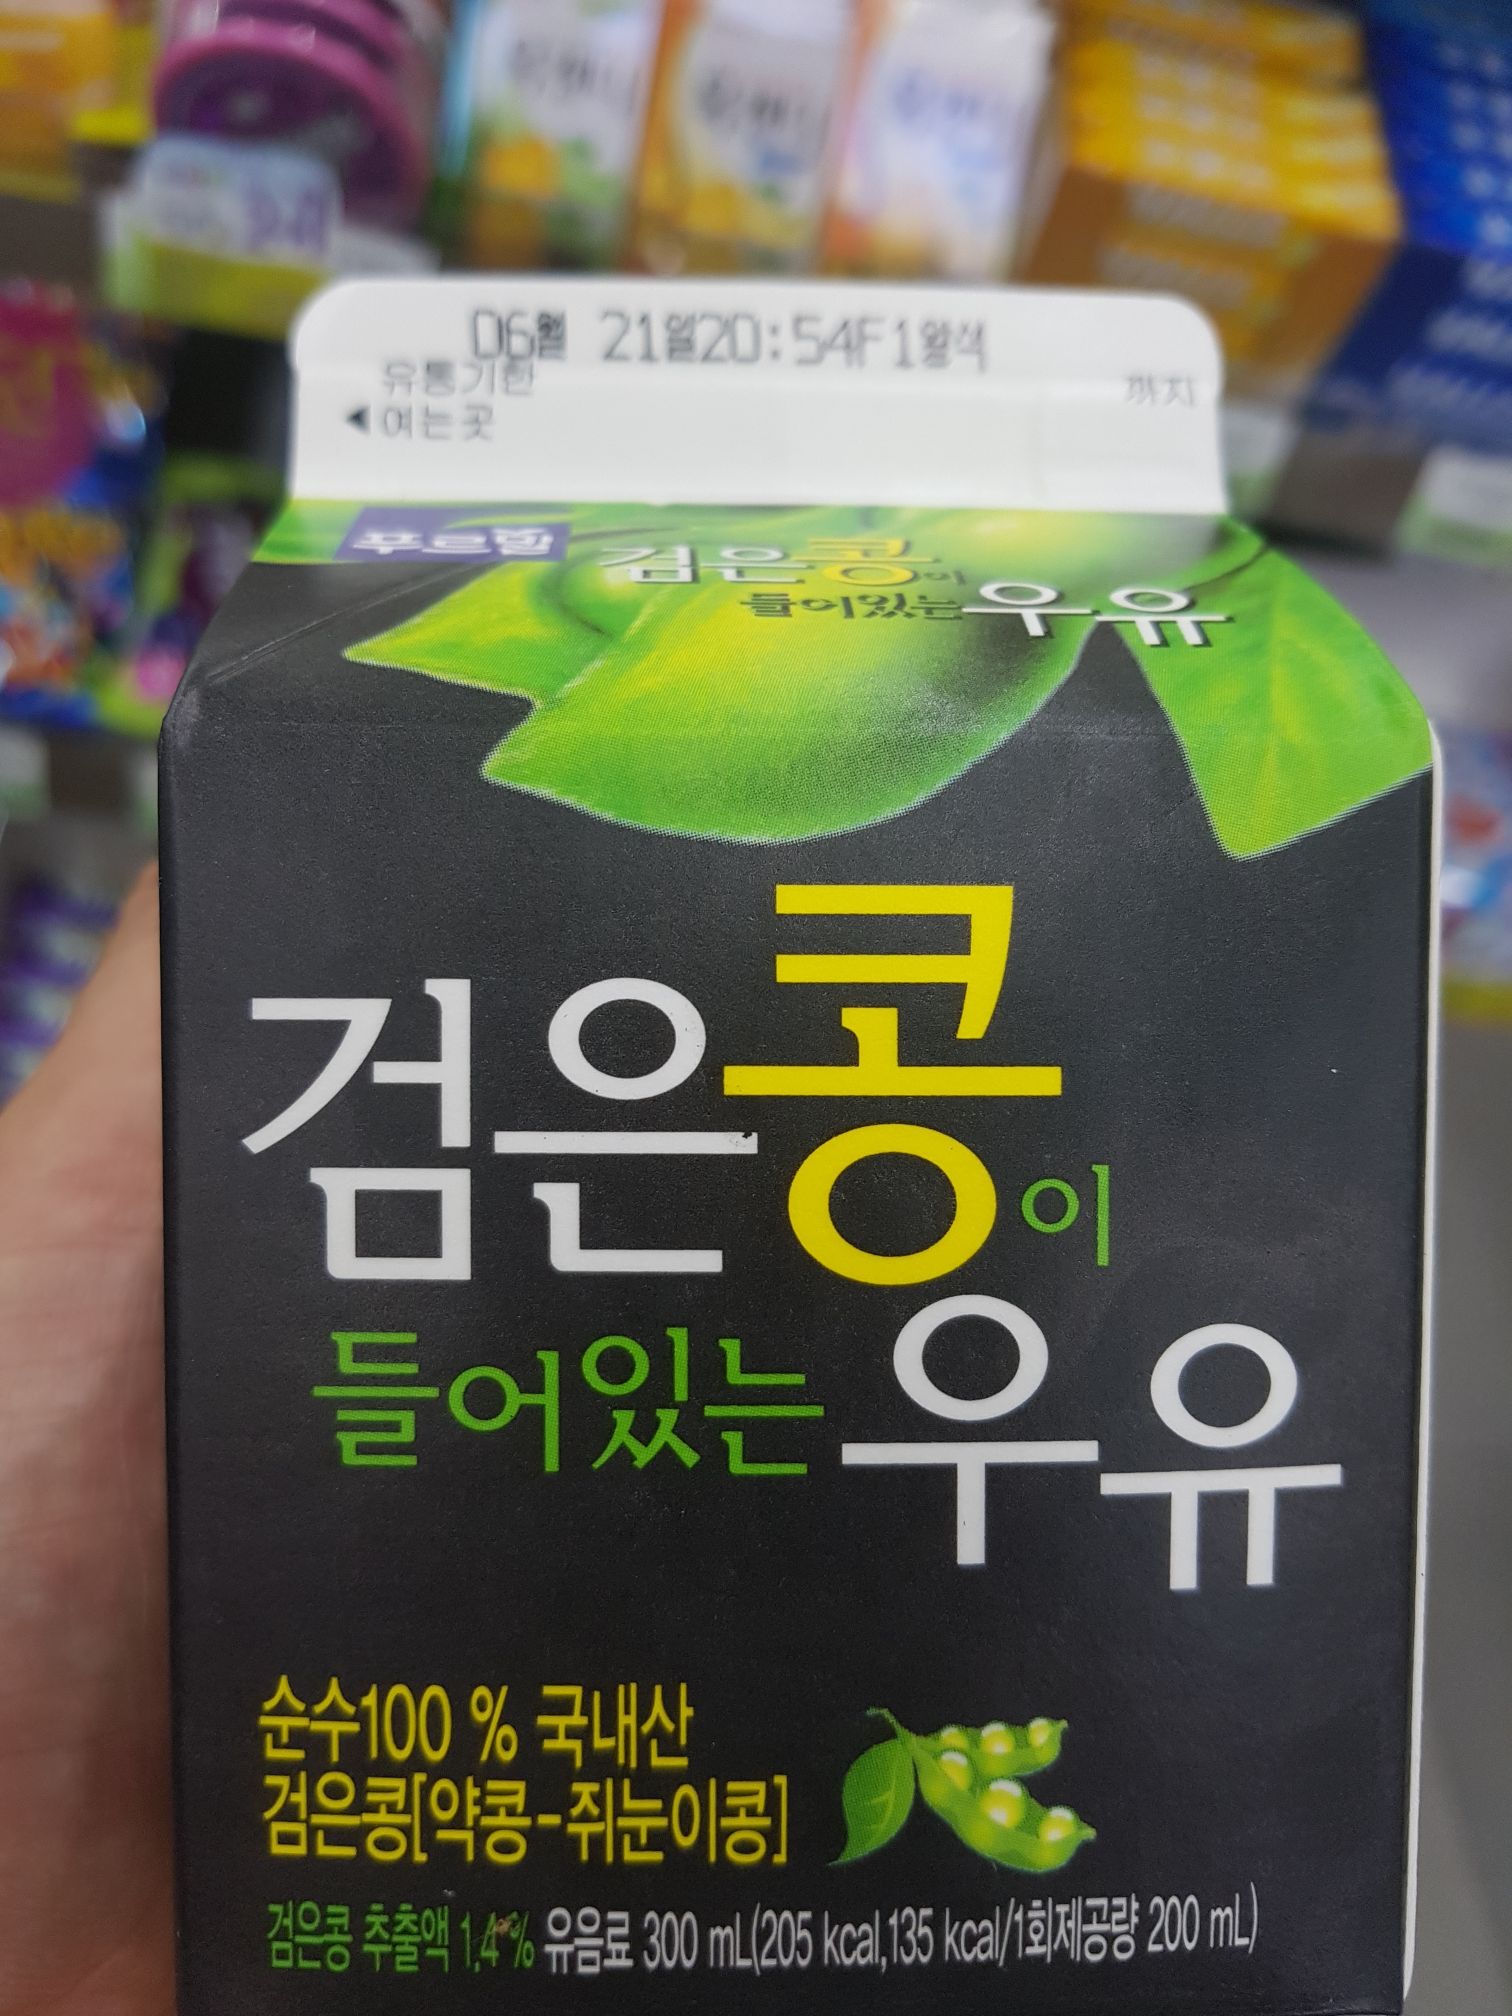 06월 21일20:54F1왕색
유통기한
까지
◀여는곳
푸르밀
검은콩이
들어있는우유
검은콩이
들어있는우유
순수100 % 국내산
검은콩[약콩-쥐눈이콩]
검은콩 추출액 1.4 % 유음료 300 mL(205 kcal,135 kcal/1회제공량 200 mL)